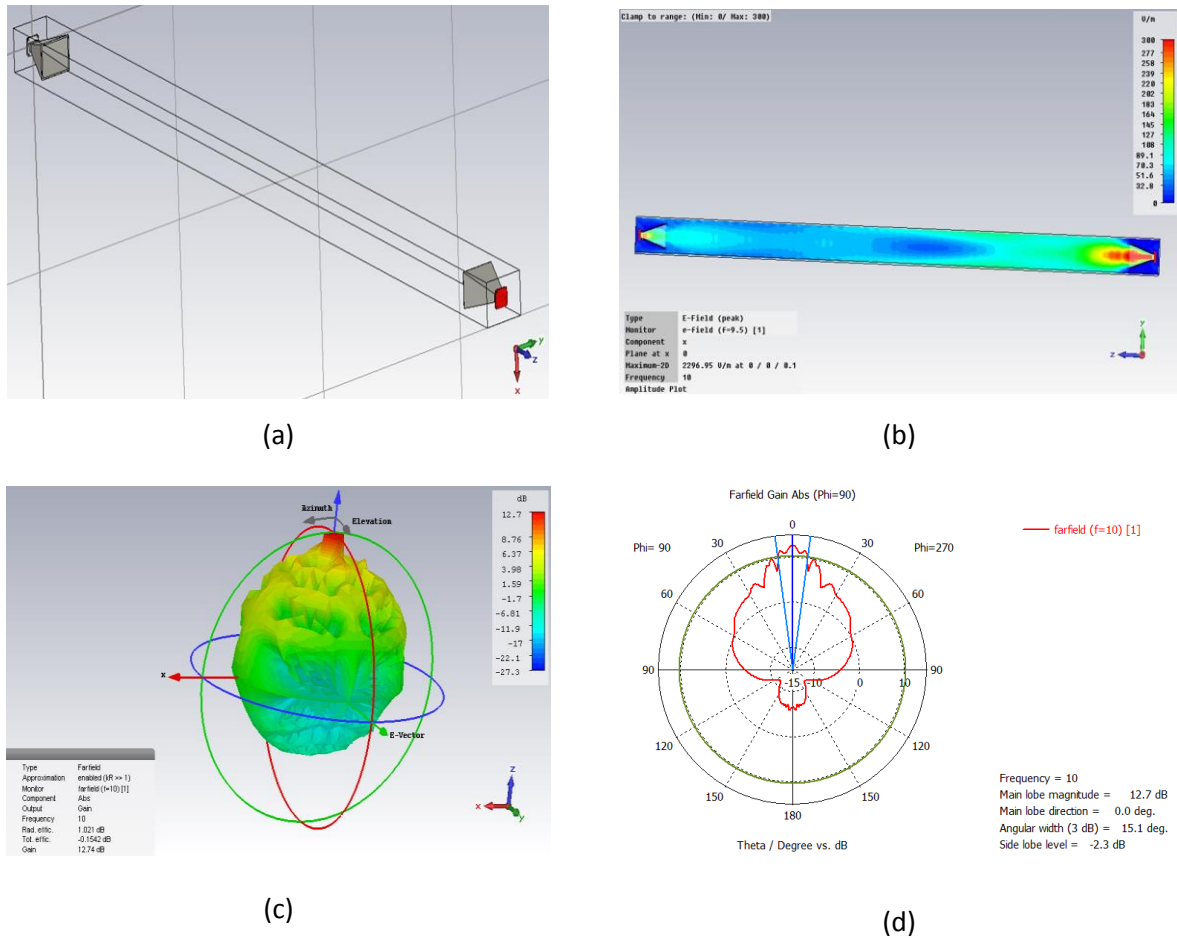 x
y
z
(a)
Clamp to range: (Min: 0/ Max: 300)
V/m
300
277
258
239
220
202
183
164
145
127
108
89.1
70.3
51.6
32.8
0
Type E-Field (peak)
Monitor e-field (f=9.5) [1]
Component x
Plane at x 0
Maximum-2D 2296.95 V/m at 0 / 0 / 0.1
Frequency 10
Amplitude Plot
y
z
(b)
Azimuth
Elevation
x
E-Vector
dB
12.7
8.76
6.37
3.98
1.59
-1.7
-6.81
-11.9
-17
-22.1
-27.3
Type Farfield
Approximation enabled (kR >> 1)
Monitor farfield (f=10) [1]
Component Abs
Output Gain
Frequency 10
Rad. effic. 1.021 dB
Tot. effic. -0.1542 dB
Gain 12.74 dB
z
x
y
(c)
Farfield Gain Abs (Phi=90)
farfield (f=10) [1]
0
Phi= 90 30 30 Phi=270
60 60
90 -15 -10 0 10 90
120 120
150 150
180
Theta / Degree vs. dB
Frequency = 10
Main lobe magnitude = 12.7 dB
Main lobe direction = 0.0 deg.
Angular width (3 dB) = 15.1 deg.
Side lobe level = -2.3 dB
(d)